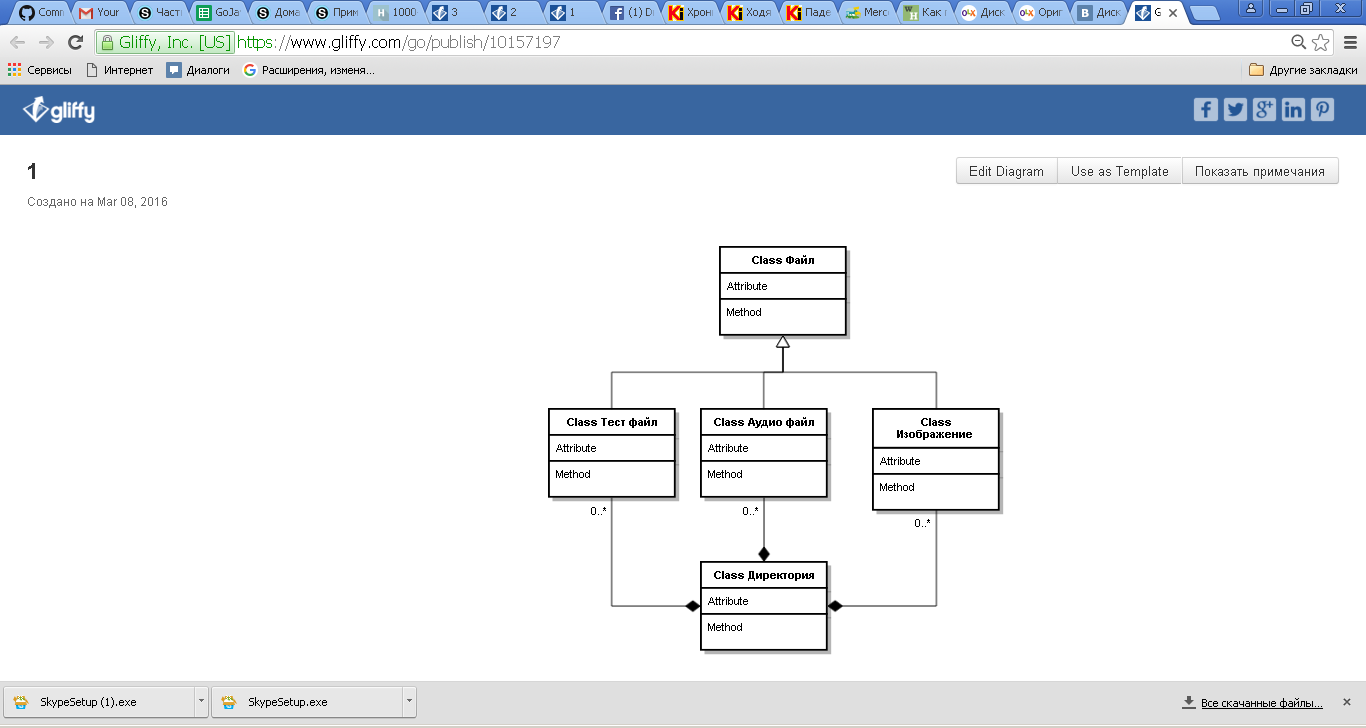 Comm Your Част GoJa Дома Прим 1000 3 2 1 (1) D Хрон Ходя Паде Merc Как Диск Ориг Диск G
Gliffy, Inc. [US] https://www.gliffy.com/go/publish/10157197
Сервисы Интернет Диалоги Расширения, изменя... Другие закладки
gliffy
1
Edit Diagram Use as Template Показать примечания
Создано на Mar 08, 2016
Class Файл
Attribute
Method
Class Тест файл
Attribute
Method
0..*
Class Аудио файл
Attribute
Method
0..*
Class
Изображение
Attribute
Method
0..*
Class Директория
Attribute
Method
SkypeSetup (1).exe SkypeSetup.exe Все скачанные файлы...